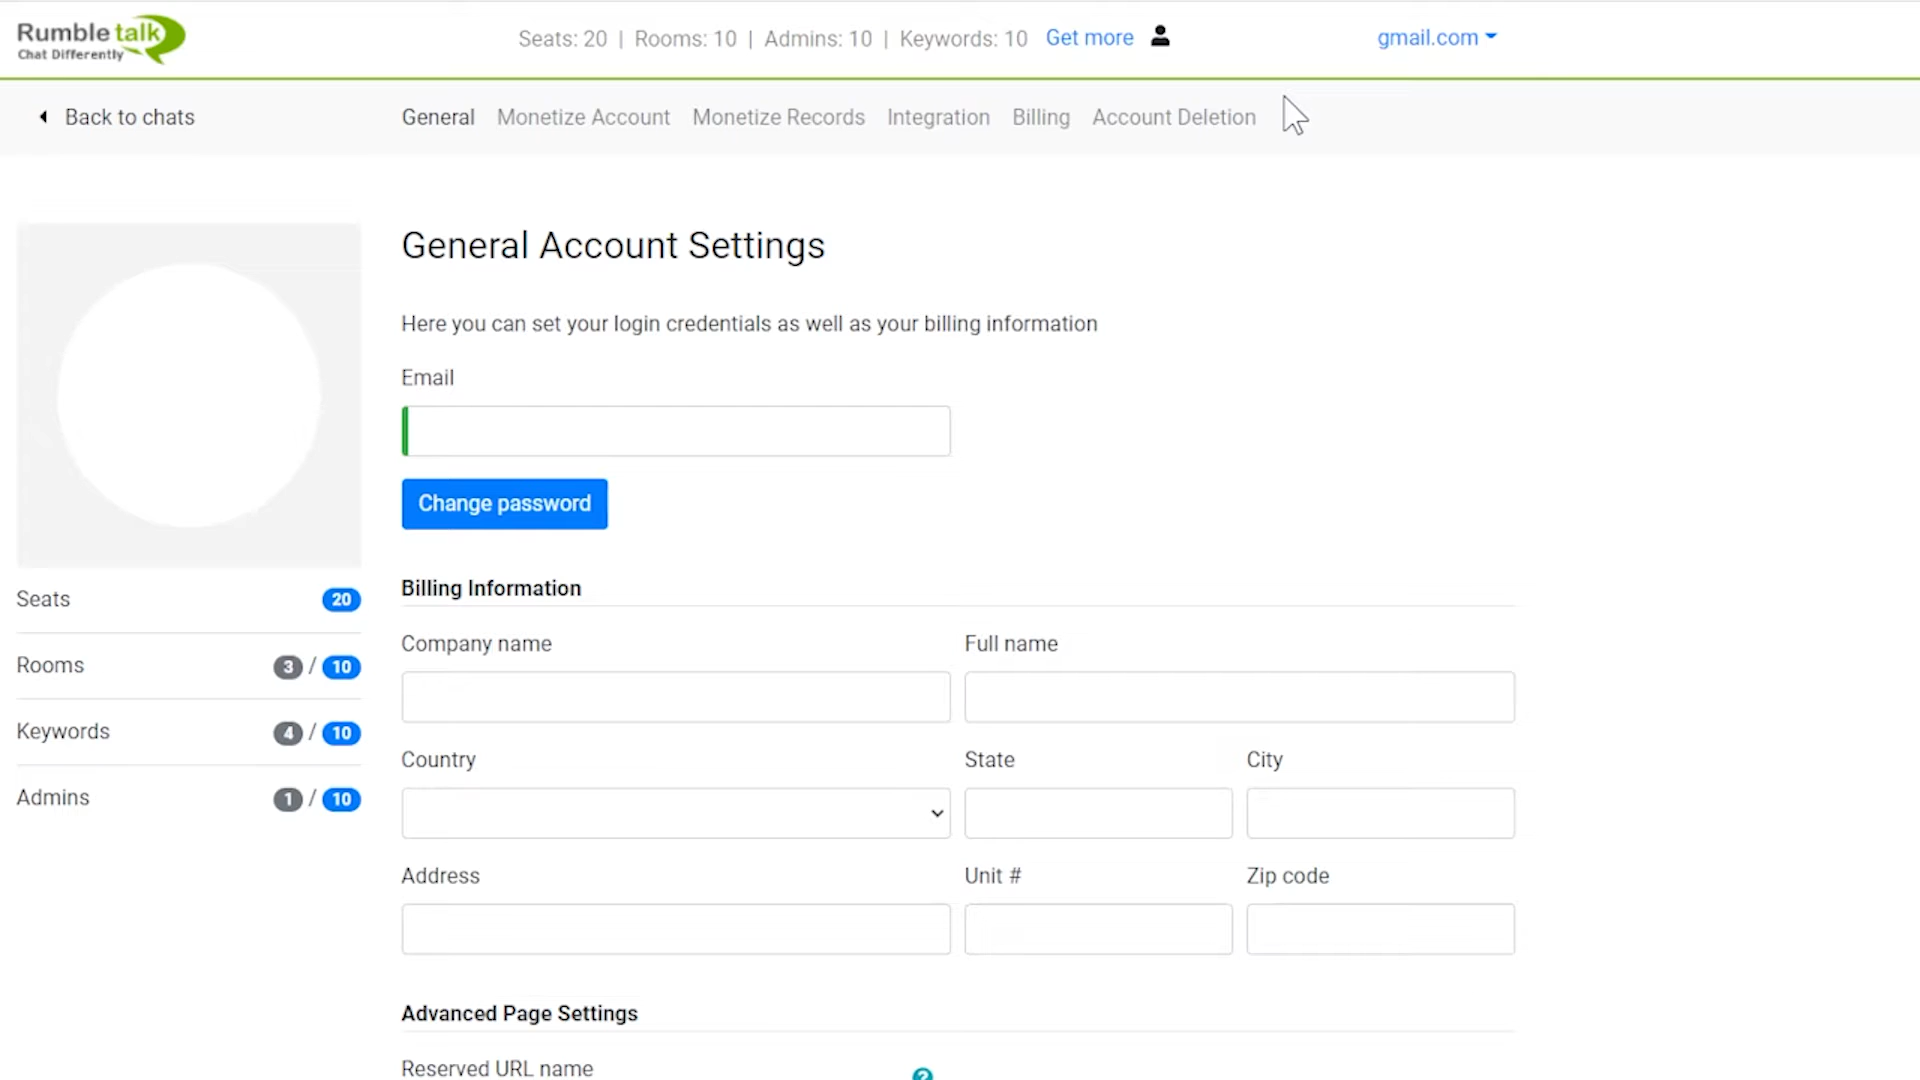 Rumble talk
Chat Differently
Seats: 20 | Rooms: 10 | Admins: 10 | Keywords: 10 Get more
gmail.com
Back to chats
General Monetize Account Monetize Records Integration Billing Account Deletion
General Account Settings
Here you can set your login credentials as well as your billing information
Email
Change password
Seats 20
Rooms 3 / 10
Keywords 4 / 10
Admins 1 / 10
Billing Information
Company name Full name
Country State City
Address Unit # Zip code
Advanced Page Settings
Reserved URL name ?